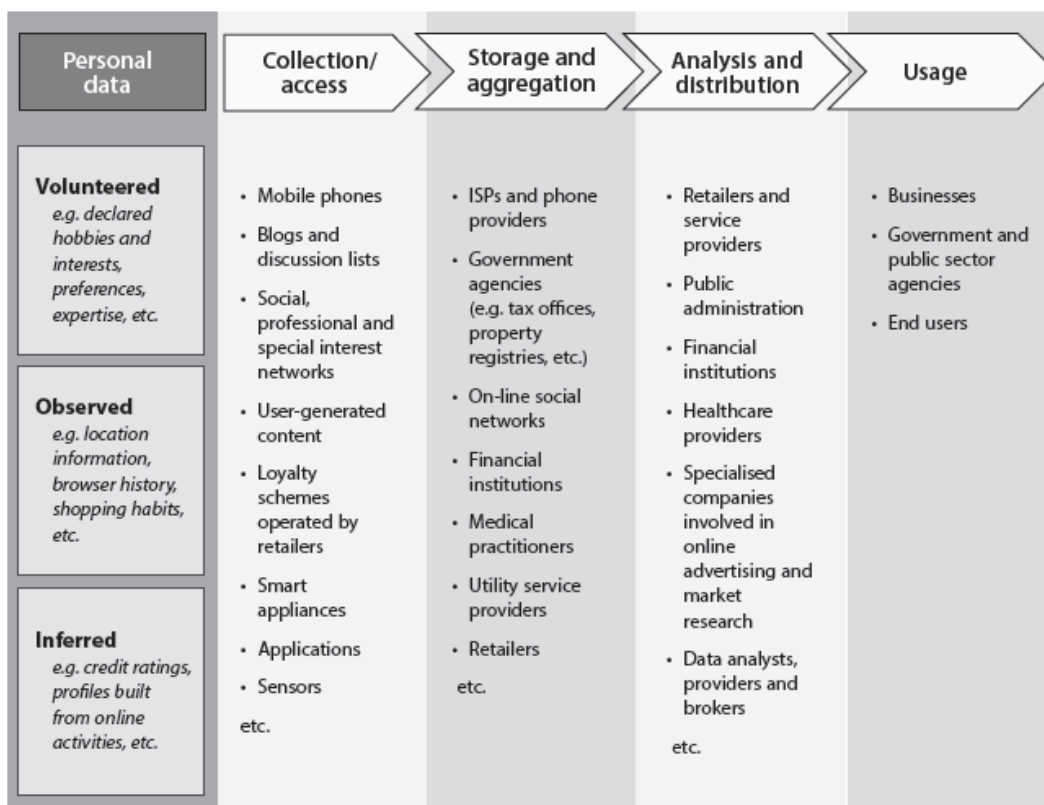 Personal
data
Collection/
access
Storage and
aggregation
Analysis and
distribution
Usage
Volunteered
e.g. declared
hobbies and
interests,
preferences,
expertise, etc.
Observed
e.g. location
information,
browser history,
shopping habits,
etc.
Inferred
e.g. credit ratings,
profiles built
from online
activities, etc.
• Mobile phones
• Blogs and
discussion lists
• Social,
professional and
special interest
networks
• User-generated
content
• Loyalty
schemes
operated by
retailers
• Smart
appliances
• Applications
• Sensors
etc.
• ISPs and phone
providers
• Government
agencies
(e.g. tax offices,
property
registries, etc.)
• On-line social
networks
• Financial
institutions
• Medical
practitioners
• Utility service
providers
• Retailers
etc.
• Retailers and
service
providers
• Public
administration
• Financial
institutions
• Healthcare
providers
• Specialised
companies
involved in
online
advertising and
market
research
• Data analysts,
providers and
brokers
etc.
• Businesses
• Government and
public sector
agencies
• End users